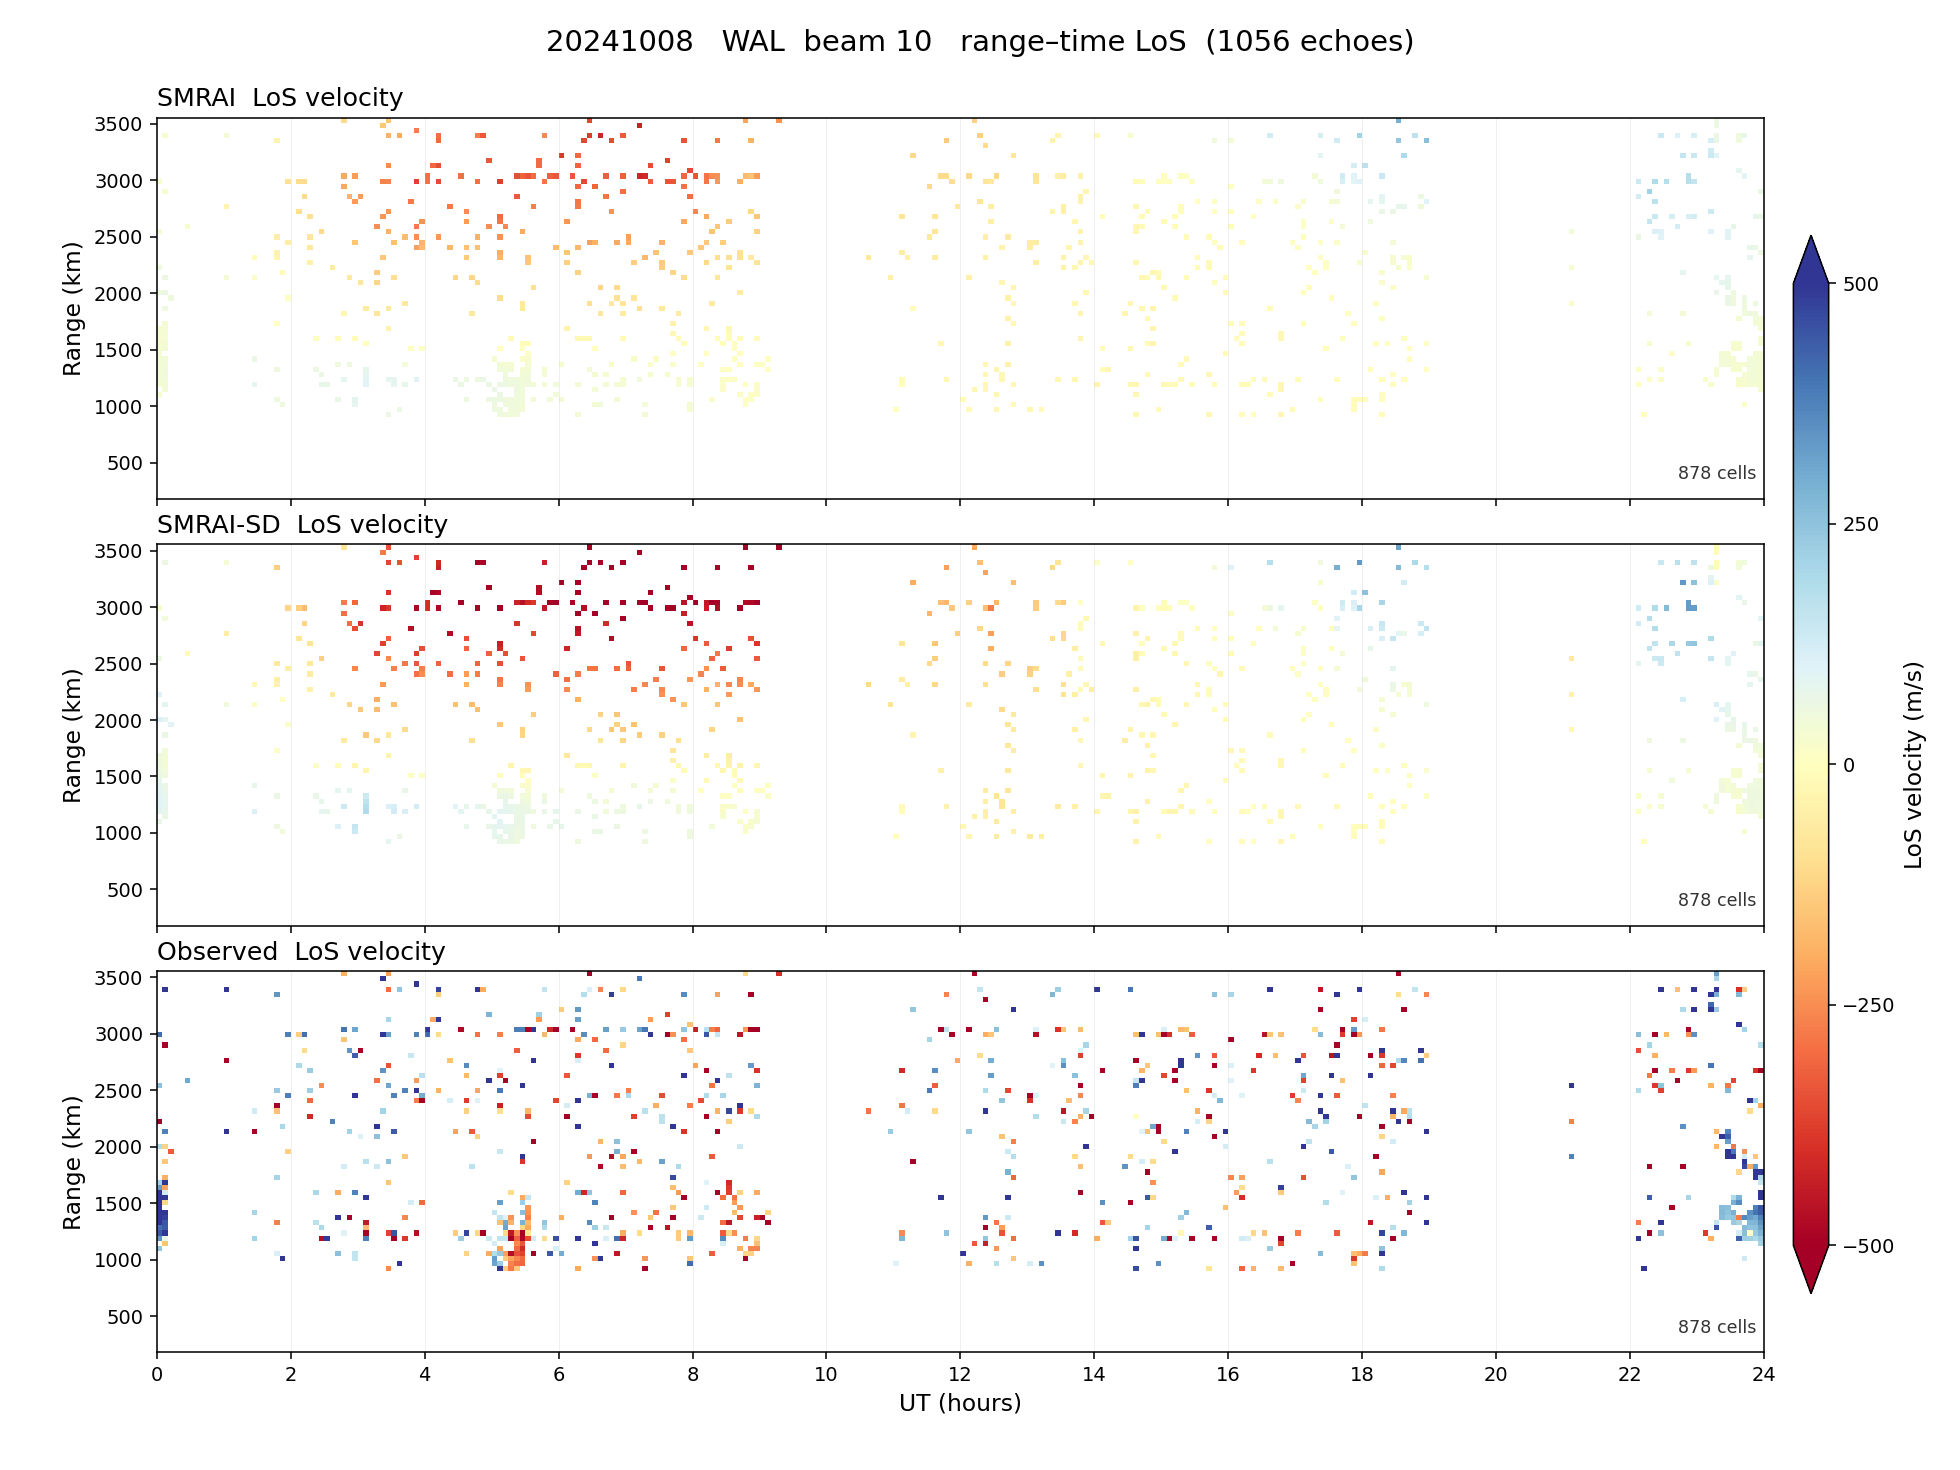 20241008   WAL  beam 10   range–time LoS  (1056 echoes)
SMRAI  LoS velocity
3500
3000
2500
2000
1500
1000
500
Range (km)
878 cells
SMRAI-SD  LoS velocity
3500
3000
2500
2000
1500
1000
500
Range (km)
878 cells
Observed  LoS velocity
3500
3000
2500
2000
1500
1000
500
Range (km)
878 cells
0 2 4 6 8 10 12 14 16 18 20 22 24
UT (hours)
500
250
0
−250
−500
LoS velocity (m/s)